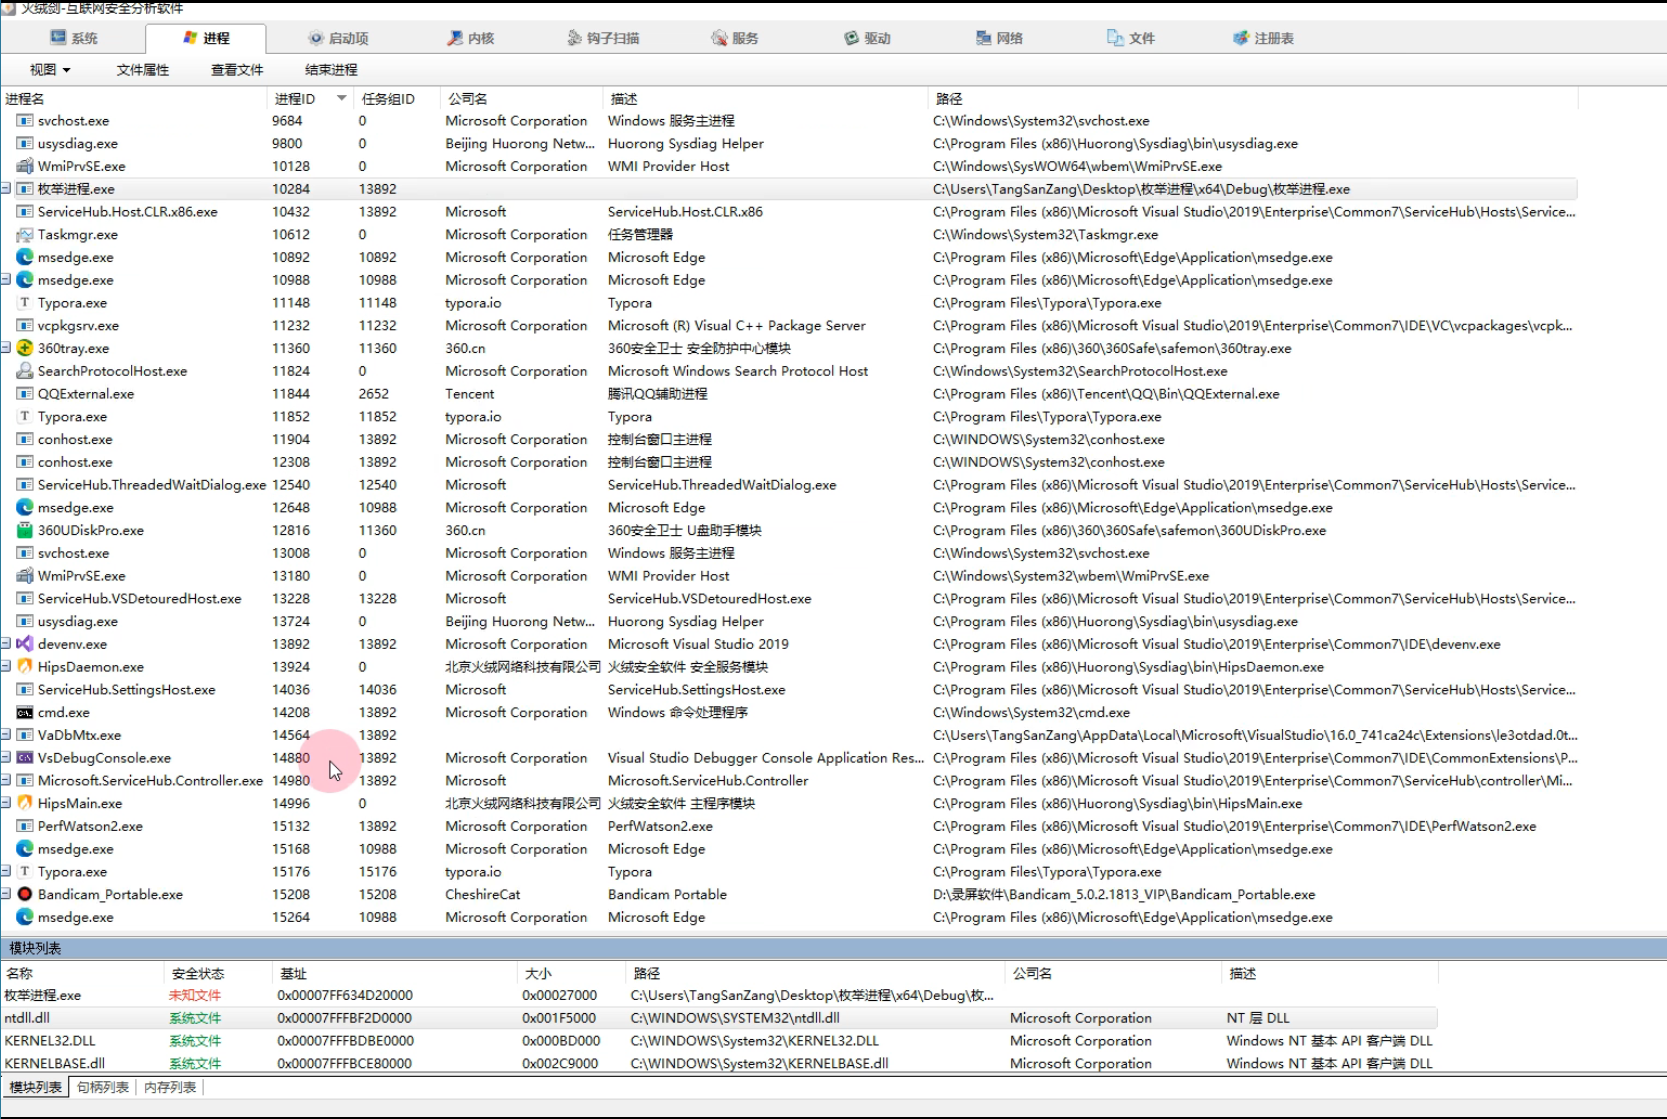 火绒剑-互联网安全分析软件
系统 进程 启动项 内核 钩子扫描 服务 驱动 网络 文件 注册表
视图 文件属性 查看文件 结束进程
进程名 进程ID 任务组ID 公司名 描述 路径
svchost.exe 9684 0 Microsoft Corporation Windows 服务主进程 C:\Windows\System32\svchost.exe
usysdiag.exe 9800 0 Beijing Huorong Netw... Huorong Sysdiag Helper C:\Program Files (x86)\Huorong\Sysdiag\bin\usysdiag.exe
WmiPrvSE.exe 10128 0 Microsoft Corporation WMI Provider Host C:\Windows\SysWOW64\wbem\WmiPrvSE.exe
枚举进程.exe 10284 13892 C:\Users\TangSanZang\Desktop\枚举进程\x64\Debug\枚举进程.exe
ServiceHub.Host.CLR.x86.exe 10432 13892 Microsoft ServiceHub.Host.CLR.x86 C:\Program Files (x86)\Microsoft Visual Studio\2019\Enterprise\Common7\ServiceHub\Hosts\Service...
Taskmgr.exe 10612 0 Microsoft Corporation 任务管理器 C:\Windows\System32\Taskmgr.exe
msedge.exe 10892 10892 Microsoft Corporation Microsoft Edge C:\Program Files (x86)\Microsoft\Edge\Application\msedge.exe
msedge.exe 10988 10988 Microsoft Corporation Microsoft Edge C:\Program Files (x86)\Microsoft\Edge\Application\msedge.exe
Typora.exe 11148 11148 typora.io Typora C:\Program Files\Typora\Typora.exe
vcpkgsrv.exe 11232 11232 Microsoft Corporation Microsoft (R) Visual C++ Package Server C:\Program Files (x86)\Microsoft Visual Studio\2019\Enterprise\Common7\IDE\VC\vcpackages\vcpk...
360tray.exe 11360 11360 360.cn 360安全卫士 安全防护中心模块 C:\Program Files (x86)\360\360Safe\safemon\360tray.exe
SearchProtocolHost.exe 11824 0 Microsoft Corporation Microsoft Windows Search Protocol Host C:\Windows\System32\SearchProtocolHost.exe
QQExternal.exe 11844 2652 Tencent 腾讯QQ辅助进程 C:\Program Files (x86)\Tencent\QQ\Bin\QQExternal.exe
Typora.exe 11852 11852 typora.io Typora C:\Program Files\Typora\Typora.exe
conhost.exe 11904 13892 Microsoft Corporation 控制台窗口主进程 C:\WINDOWS\System32\conhost.exe
conhost.exe 12308 13892 Microsoft Corporation 控制台窗口主进程 C:\WINDOWS\System32\conhost.exe
ServiceHub.ThreadedWaitDialog.exe 12540 12540 Microsoft ServiceHub.ThreadedWaitDialog.exe C:\Program Files (x86)\Microsoft Visual Studio\2019\Enterprise\Common7\ServiceHub\Hosts\Service...
msedge.exe 12648 10988 Microsoft Corporation Microsoft Edge C:\Program Files (x86)\Microsoft\Edge\Application\msedge.exe
360UDiskPro.exe 12816 11360 360.cn 360安全卫士 U盘助手模块 C:\Program Files (x86)\360\360Safe\safemon\360UDiskPro.exe
svchost.exe 13008 0 Microsoft Corporation Windows 服务主进程 C:\Windows\System32\svchost.exe
WmiPrvSE.exe 13180 0 Microsoft Corporation WMI Provider Host C:\Windows\System32\wbem\WmiPrvSE.exe
ServiceHub.VSDetouredHost.exe 13228 13228 Microsoft ServiceHub.VSDetouredHost.exe C:\Program Files (x86)\Microsoft Visual Studio\2019\Enterprise\Common7\ServiceHub\Hosts\Service...
usysdiag.exe 13724 0 Beijing Huorong Netw... Huorong Sysdiag Helper C:\Program Files (x86)\Huorong\Sysdiag\bin\usysdiag.exe
devenv.exe 13892 13892 Microsoft Corporation Microsoft Visual Studio 2019 C:\Program Files (x86)\Microsoft Visual Studio\2019\Enterprise\Common7\IDE\devenv.exe
HipsDaemon.exe 13924 0 北京火绒网络科技有限公司 火绒安全软件 安全服务模块 C:\Program Files (x86)\Huorong\Sysdiag\bin\HipsDaemon.exe
ServiceHub.SettingsHost.exe 14036 14036 Microsoft ServiceHub.SettingsHost.exe C:\Program Files (x86)\Microsoft Visual Studio\2019\Enterprise\Common7\ServiceHub\Hosts\Service...
cmd.exe 14208 13892 Microsoft Corporation Windows 命令处理程序 C:\Windows\System32\cmd.exe
VaDbMtx.exe 14564 13892 C:\Users\TangSanZang\AppData\Local\Microsoft\VisualStudio\16.0_741ca24c\Extensions\le3otdad.0t...
VsDebugConsole.exe 14880 13892 Microsoft Corporation Visual Studio Debugger Console Application Res... C:\Program Files (x86)\Microsoft Visual Studio\2019\Enterprise\Common7\IDE\CommonExtensions\P...
Microsoft.ServiceHub.Controller.exe 14980 13892 Microsoft Microsoft.ServiceHub.Controller C:\Program Files (x86)\Microsoft Visual Studio\2019\Enterprise\Common7\ServiceHub\controller\Mi...
HipsMain.exe 14996 0 北京火绒网络科技有限公司 火绒安全软件 主程序模块 C:\Program Files (x86)\Huorong\Sysdiag\bin\HipsMain.exe
PerfWatson2.exe 15132 13892 Microsoft Corporation PerfWatson2.exe C:\Program Files (x86)\Microsoft Visual Studio\2019\Enterprise\Common7\IDE\PerfWatson2.exe
msedge.exe 15168 10988 Microsoft Corporation Microsoft Edge C:\Program Files (x86)\Microsoft\Edge\Application\msedge.exe
Typora.exe 15176 15176 typora.io Typora C:\Program Files\Typora\Typora.exe
Bandicam_Portable.exe 15208 15208 CheshireCat Bandicam Portable D:\录屏软件\Bandicam_5.0.2.1813_VIP\Bandicam_Portable.exe
msedge.exe 15264 10988 Microsoft Corporation Microsoft Edge C:\Program Files (x86)\Microsoft\Edge\Application\msedge.exe
模块列表
名称 安全状态 基址 大小 路径 公司名 描述
枚举进程.exe 未知文件 0x00007FF634D20000 0x00027000 C:\Users\TangSanZang\Desktop\枚举进程\x64\Debug\枚...
ntdll.dll 系统文件 0x00007FFFBF2D0000 0x001F5000 C:\WINDOWS\SYSTEM32\ntdll.dll Microsoft Corporation NT 层 DLL
KERNEL32.DLL 系统文件 0x00007FFFBDBE0000 0x000BD000 C:\WINDOWS\System32\KERNEL32.DLL Microsoft Corporation Windows NT 基本 API 客户端 DLL
KERNELBASE.dll 系统文件 0x00007FFFBCE80000 0x002C9000 C:\WINDOWS\System32\KERNELBASE.dll Microsoft Corporation Windows NT 基本 API 客户端 DLL
模块列表 句柄列表 内存列表